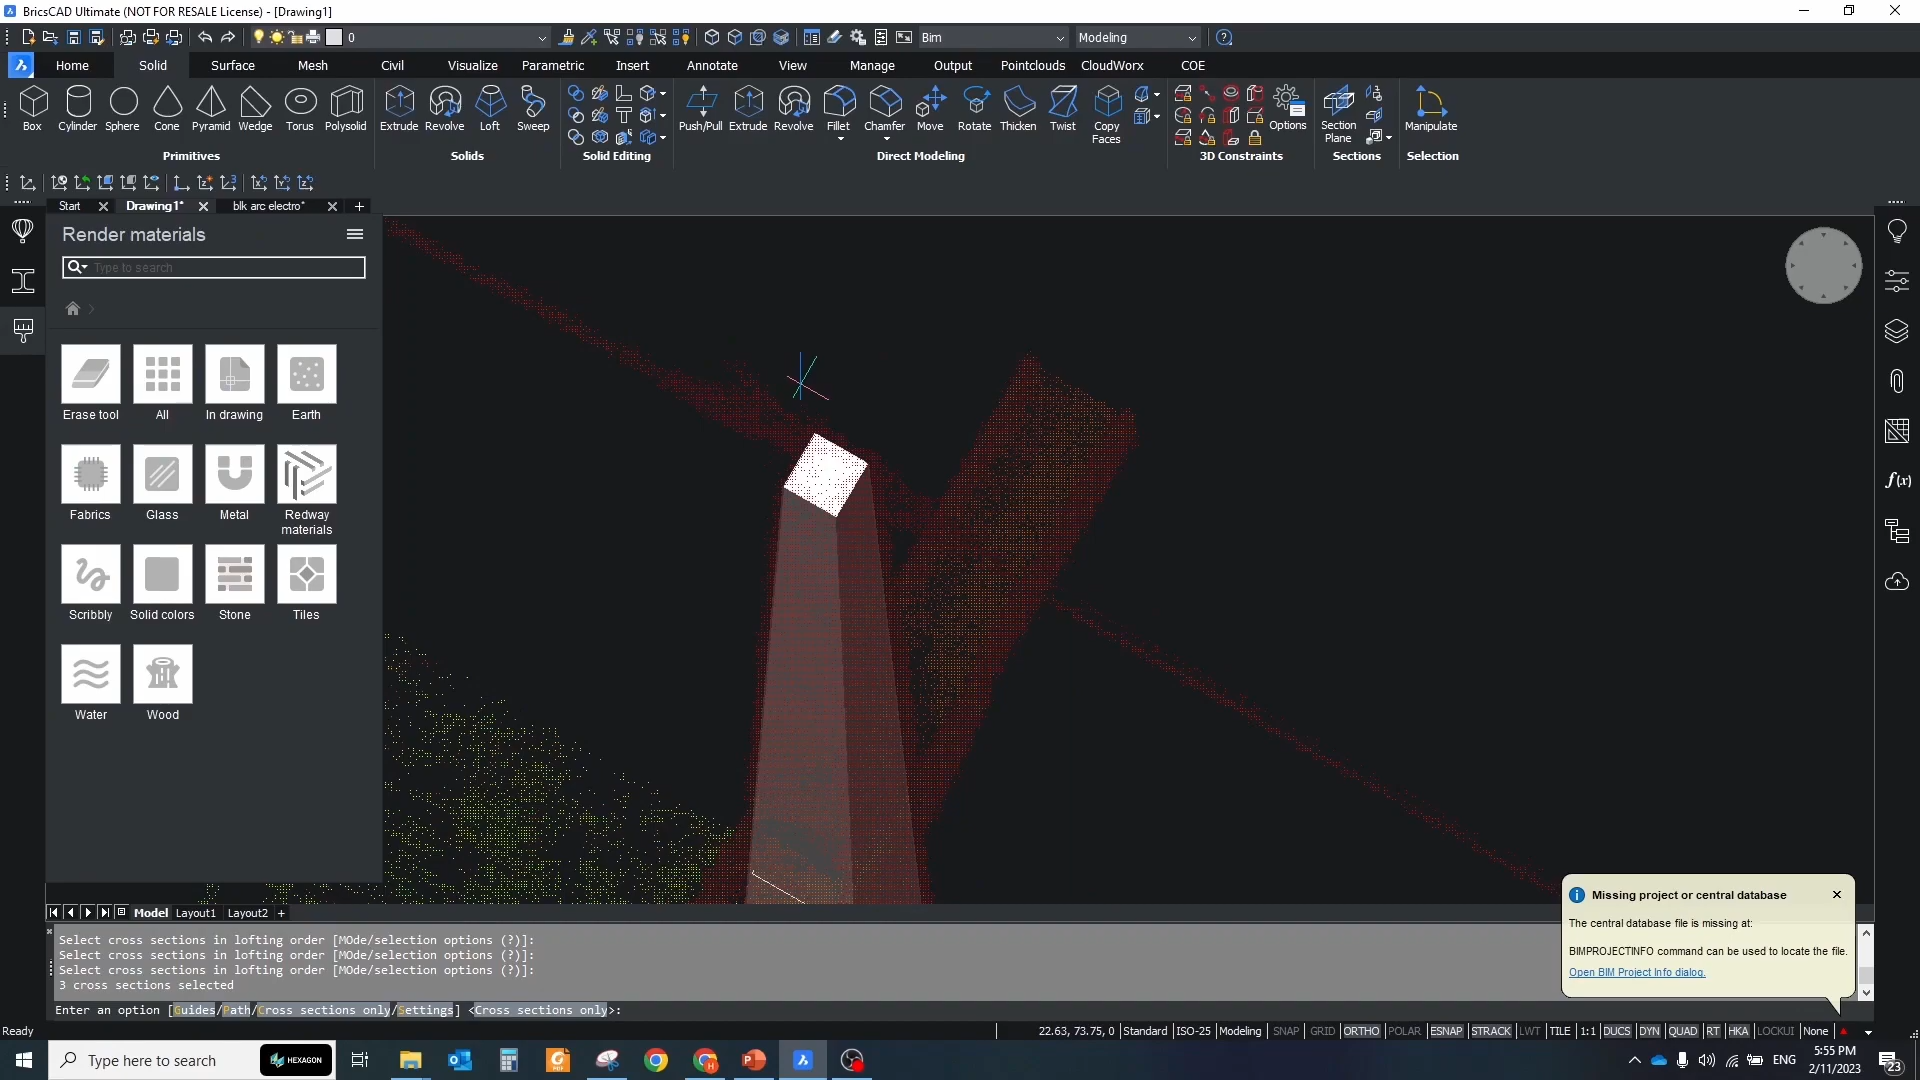 BricsCAD Ultimate (NOT FOR RESALE License) - [Drawing1]
0
Bim
Modeling
Home
Solid
Surface
Mesh
Civil
Visualize
Parametric
Insert
Annotate
View
Manage
Output
Pointclouds
CloudWorx
COE
Box
Cylinder
Sphere
Cone
Pyramid
Wedge
Torus
Polysolid
Extrude
Revolve
Loft
Sweep
Push/Pull
Extrude
Revolve
Fillet
Chamfer
Move
Rotate
Thicken
Twist
Copy
Faces
Options
Section
Plane
Manipulate
Primitives
Solids
Solid Editing
Direct Modeling
3D Constraints
Sections
Selection
Start
Drawing1*
blk arc electro*
Render materials
Type to search
Erase tool
All
In drawing
Earth
Fabrics
Glass
Metal
Redway
materials
Scribbly
Solid colors
Stone
Tiles
Water
Wood
f(x)
Model
Layout1
Layout2
Select cross sections in lofting order [MOde/selection options (?)]:
Select cross sections in lofting order [MOde/selection options (?)]:
Select cross sections in lofting order [MOde/selection options (?)]:
3 cross sections selected
Enter an option [Guides/Path/Cross sections only/Settings] <Cross sections only>:
Missing project or central database
The central database file is missing at:
BIMPROJECTINFO command can be used to locate the file.
Open BIM Project Info dialog.
Ready
22.63, 73.75, 0
Standard
ISO-25
Modeling
SNAP
GRID
ORTHO
POLAR
ESNAP
STRACK
LWT
TILE
1:1
DUCS
DYN
QUAD
RT
HKA
LOCKUI
None
Type here to search
HEXAGON
ENG
5:55 PM
2/11/2023
23